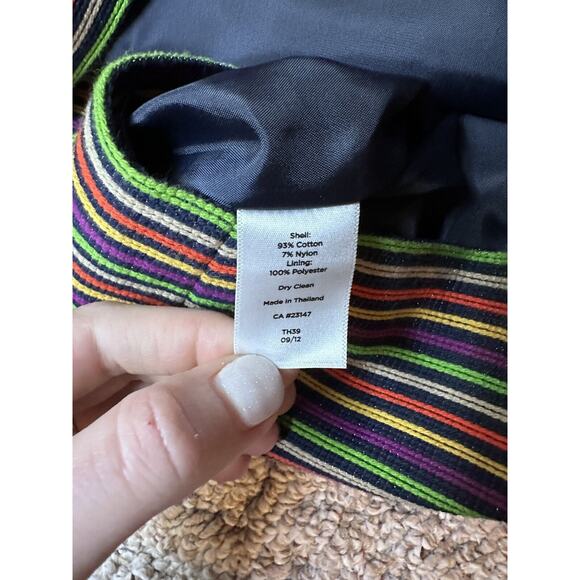 Shell:
93% Cotton
7% Nylon
Lining:
100% Polyester
Dry Clean
Made in Thailand
CA #23147
TH39
09/12